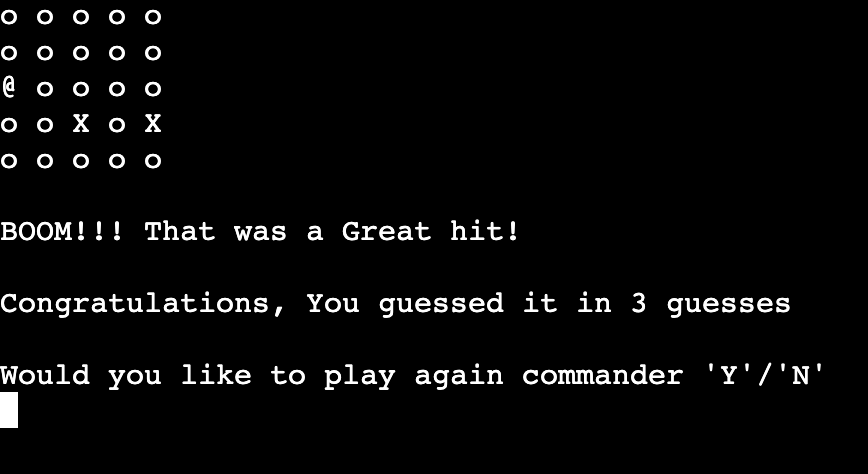 o o o o o
o o o o o
@ o o o o
o o X o X
o o o o o
BOOM!!! That was a Great hit!
Congratulations, You guessed it in 3 guesses
Would you like to play again commander 'Y'/'N'